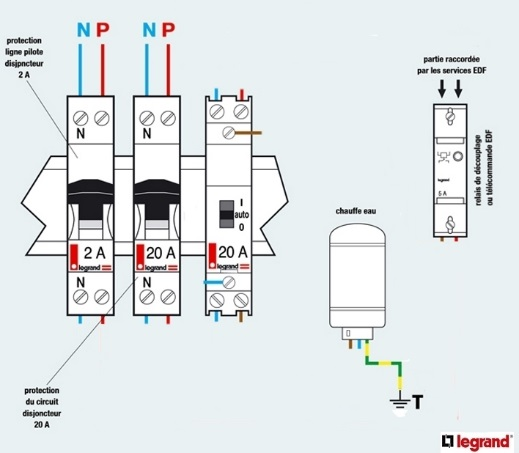 protection
ligne pilote
disjoncteur
2 A
N P
N P
N
N
2 A
legrand
N
20 A
legrand
N
I
auto
0
20 A
legrand
protection
du circuit
disjoncteur
20 A
chauffe eau
T
partie raccordée
par les services EDF
legrand
5 A
relais de découplage
ou télécommande EDF
legrand®